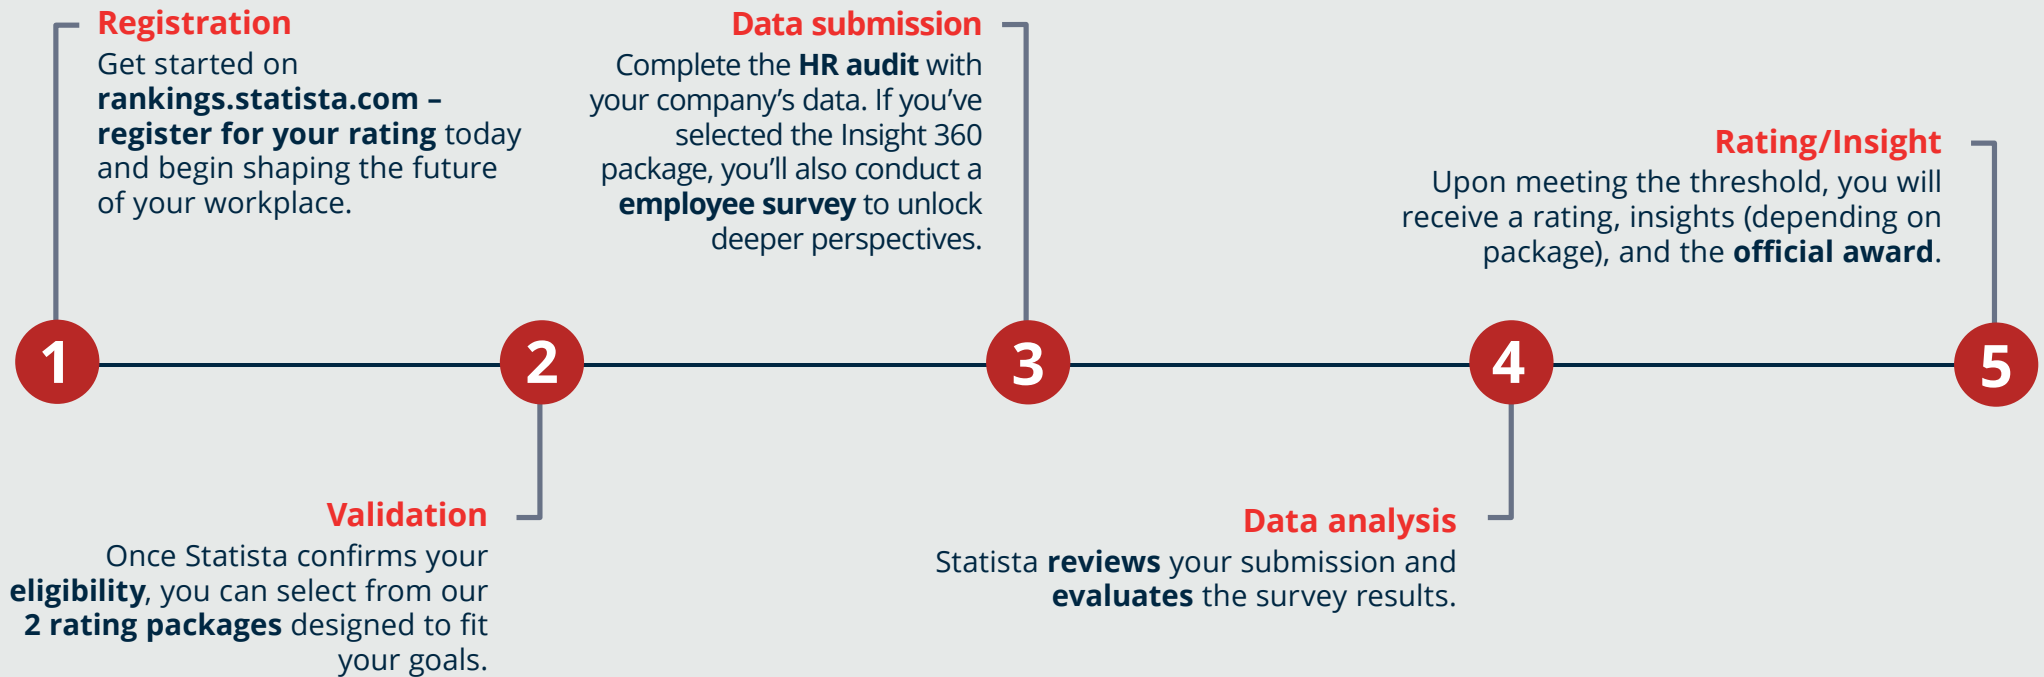 Registration
Get started on
rankings.statista.com –
register for your rating today
and begin shaping the future
of your workplace.
Data submission
Complete the HR audit with
your company’s data. If you’ve
selected the Insight 360
package, you’ll also conduct a
employee survey to unlock
deeper perspectives.
Rating/Insight
Upon meeting the threshold, you will
receive a rating, insights (depending on
package), and the official award.
1
2
3
4
5
Validation
Once Statista confirms your
eligibility, you can select from our
2 rating packages designed to fit
your goals.
Data analysis
Statista reviews your submission and
evaluates the survey results.